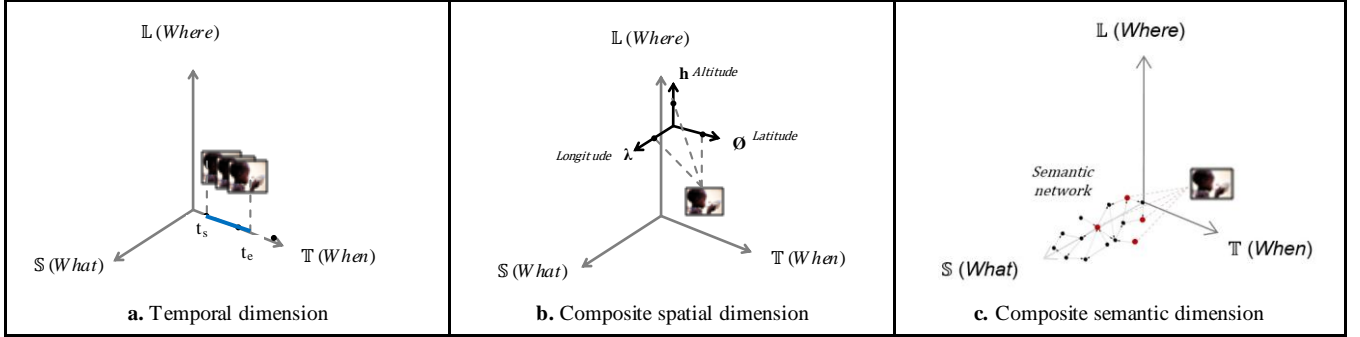 𝕃 (Where)
t_s
t_e
𝕊 (What)
𝕋 (When)
a. Temporal dimension
𝕃 (Where)
h Altitude
Longitude λ
Ø Latitude
𝕊 (What)
𝕋 (When)
b. Composite spatial dimension
𝕃 (Where)
Semantic
network
𝕊 (What)
𝕋 (When)
c. Composite semantic dimension